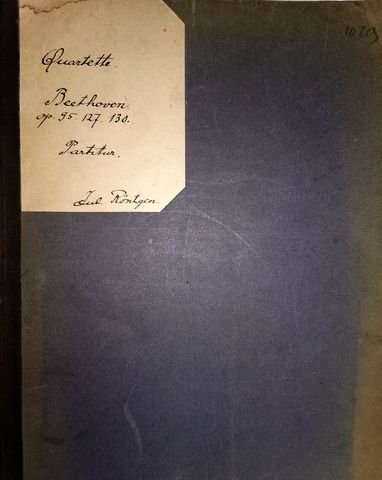 Quartette.
Beethoven
op. 95 127. 130.
Partitur.
Jul. Röntgen